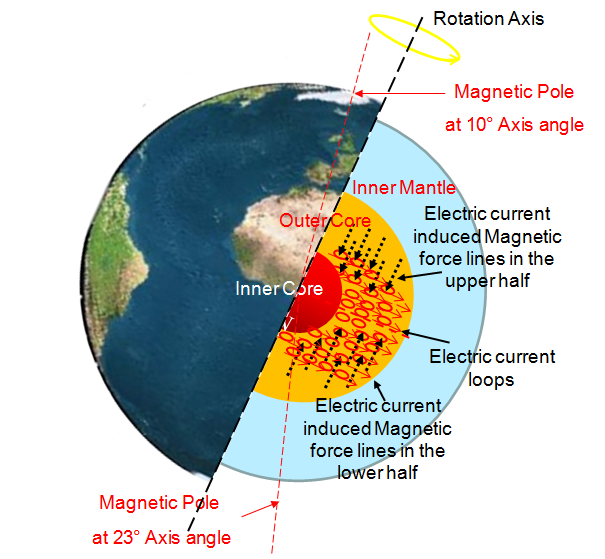 Rotation Axis
Magnetic Pole
at 10° Axis angle
Inner Mantle
Outer Core
Electric current
induced Magnetic
force lines in the
upper half
Inner Core
Electric current
loops
Electric current
induced Magnetic
force lines in the
lower half
Magnetic Pole
at 23° Axis angle